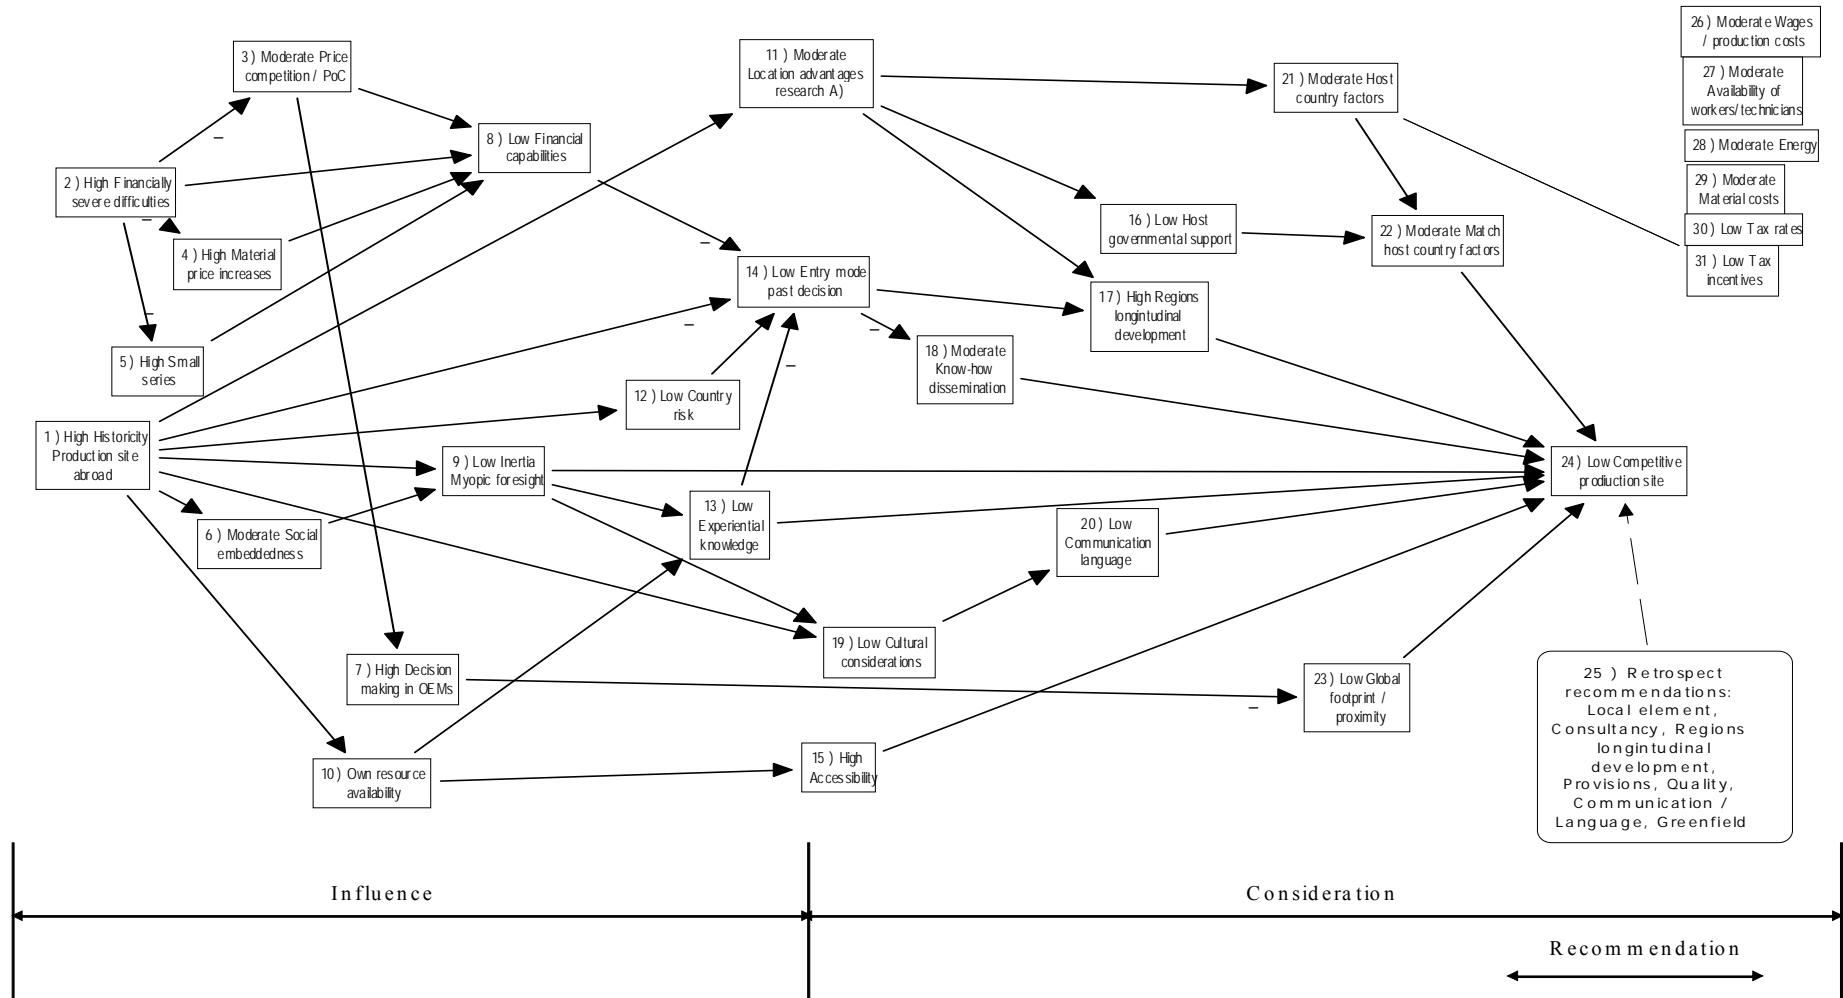 1 ) High Historicity
Production site
abroad
2 ) High Financially
severe difficulties
3 ) Moderate Price
competition / PoC
4 ) High Material
price increases
5 ) High Small
series
6 ) Moderate Social
embeddedness
7 ) High Decision
making in OEMs
8 ) Low Financial
capabilities
9 ) Low Inertia
Myopic foresight
10 ) Own resource
availability
11 ) Moderate
Location advantages
research A)
12 ) Low Country
risk
13 ) Low
Experiential
knowledge
14 ) Low Entry mode
past decision
15 ) High
Accessibility
16 ) Low Host
governmental support
17 ) High Regions
longintudinal
development
18 ) Moderate
Know-how
dissemination
19 ) Low Cultural
considerations
20 ) Low
Communication
language
21 ) Moderate Host
country factors
22 ) Moderate Match
host country factors
23 ) Low Global
footprint /
proximity
24 ) Low Competitive
production site
25 ) Retrospect
recommendations:
Local element,
Consultancy, Regions
longintudinal
development,
Provisions, Quality,
Communication /
Language, Greenfield
26 ) Moderate Wages
/ production costs
27 ) Moderate
Availability of
workers/technicians
28 ) Moderate Energy
29 ) Moderate
Material costs
30 ) Low Tax rates
31 ) Low Tax
incentives
–
–
–
–
–
–
–
–
Influence
Consideration
Recommendation